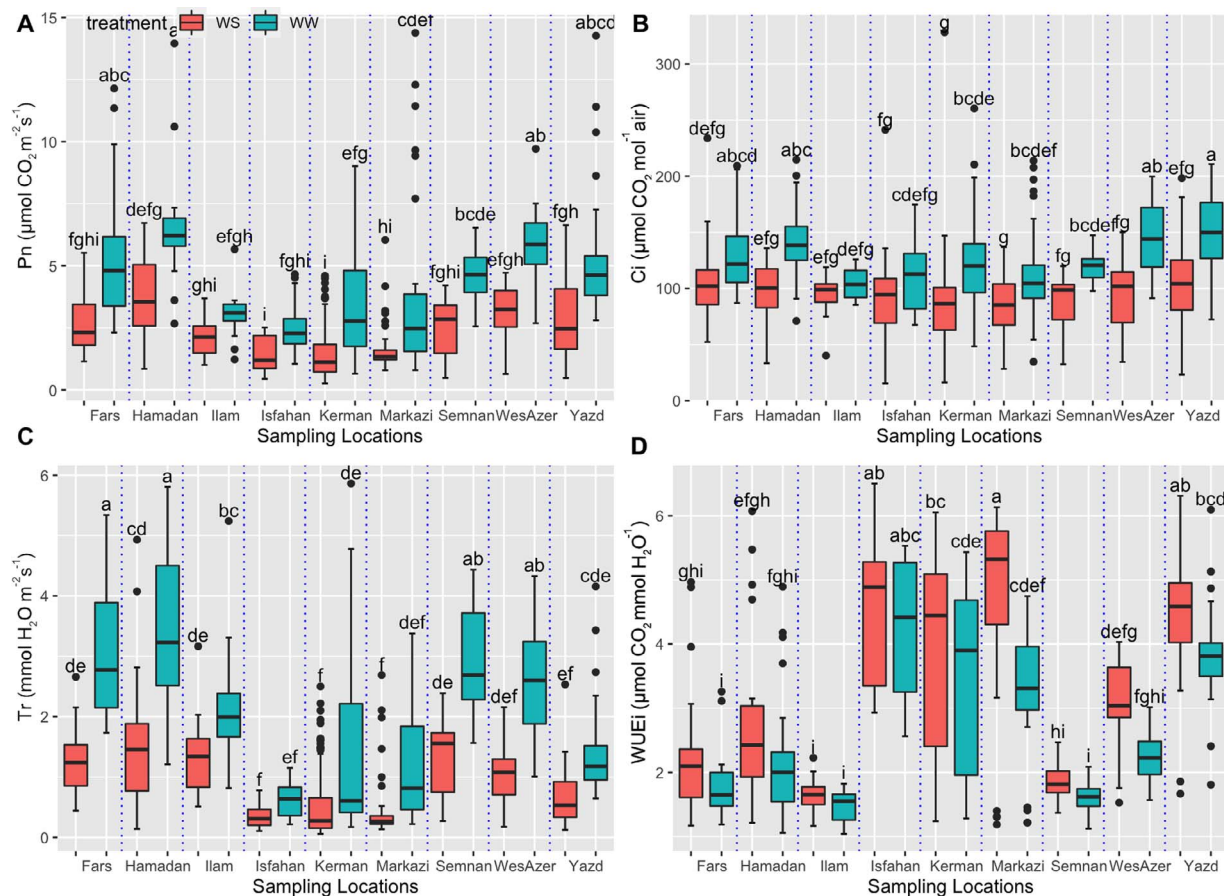 A
treatment WS WW
Pn (µmol CO2 m−2s−1)
15
10
5
0
abc
fghi
a
defg
efgh
ghi
fghi
i
efg
i
cdef
hi
bcde
fghi
ab
efgh
abcd
fgh
Fars Hamadan Ilam Isfahan Kerman Markazi Semnan WesAzer Yazd
Sampling Locations
B
Ci (µmol CO2 mol−1 air)
300
200
100
0
defg
abcd
efg
abc
efg
defg
fg
cdefg
g
bcde
g
bcdef
fg
bcdef
fg
ab
efg
a
Fars Hamadan Ilam Isfahan Kerman Markazi Semnan WesAzer Yazd
Sampling Locations
C
Tr (mmol H2O m−2s−1)
6
4
2
0
de
a
cd
a
de
bc
f
ef
f
de
f
def
de
ab
def
ab
ef
cde
Fars Hamadan Ilam Isfahan Kerman Markazi Semnan WesAzer Yazd
Sampling Locations
D
WUEi (µmol CO2 mmol H2O−1)
6
4
2
ghi
i
efgh
fghi
i
i
ab
abc
bc
cde
a
cdef
hi
i
defg
fghi
ab
bcd
Fars Hamadan Ilam Isfahan Kerman Markazi Semnan WesAzer Yazd
Sampling Locations